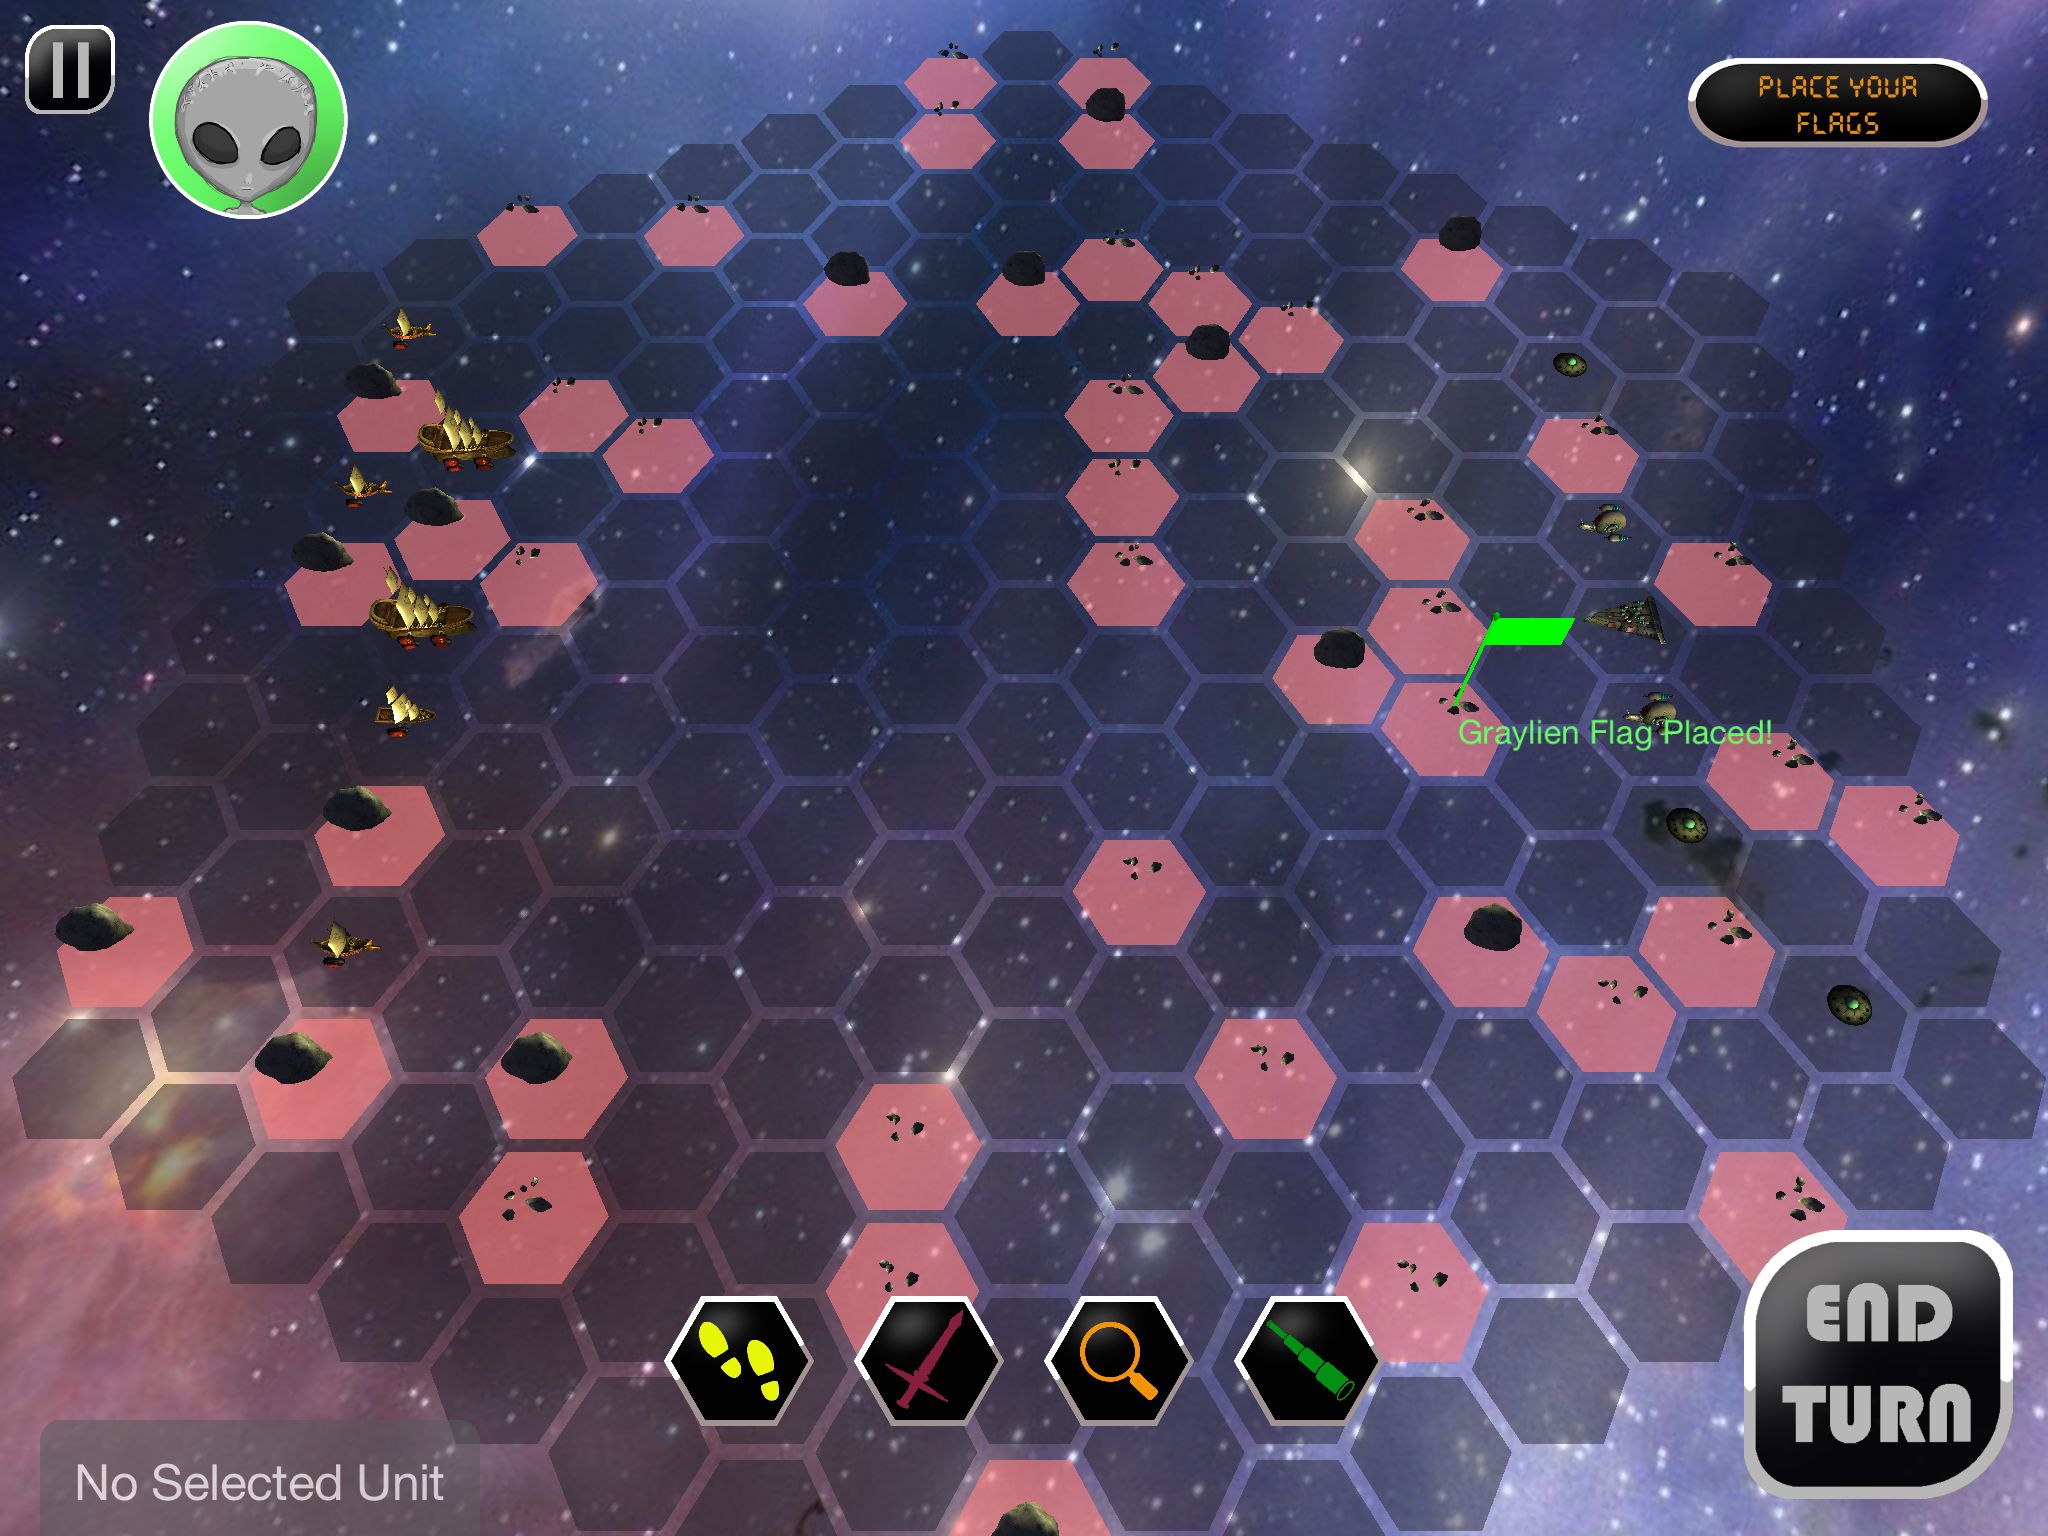 PLACE YOUR
FLAGS
Graylien Flag Placed!
END
TURN
No Selected Unit